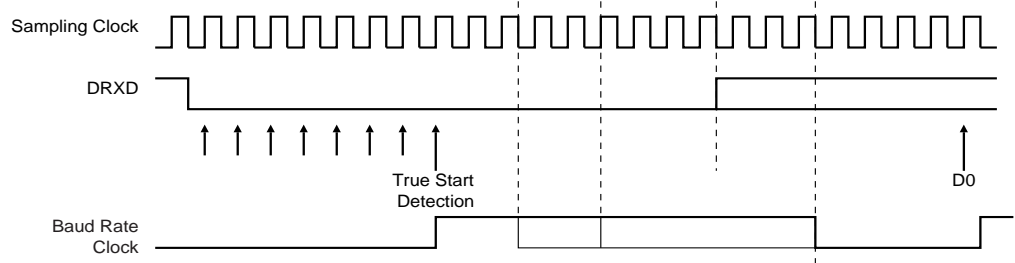 Sampling Clock
DRXD
True Start
Detection
D0
Baud Rate
Clock